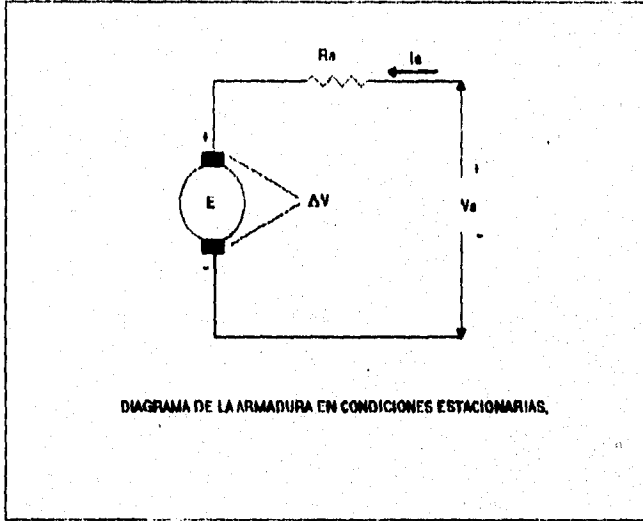 Ra
Ia
+
E
ΔV
+
Va
-
-
DIAGRAMA DE LA ARMADURA EN CONDICIONES ESTACIONARIAS.